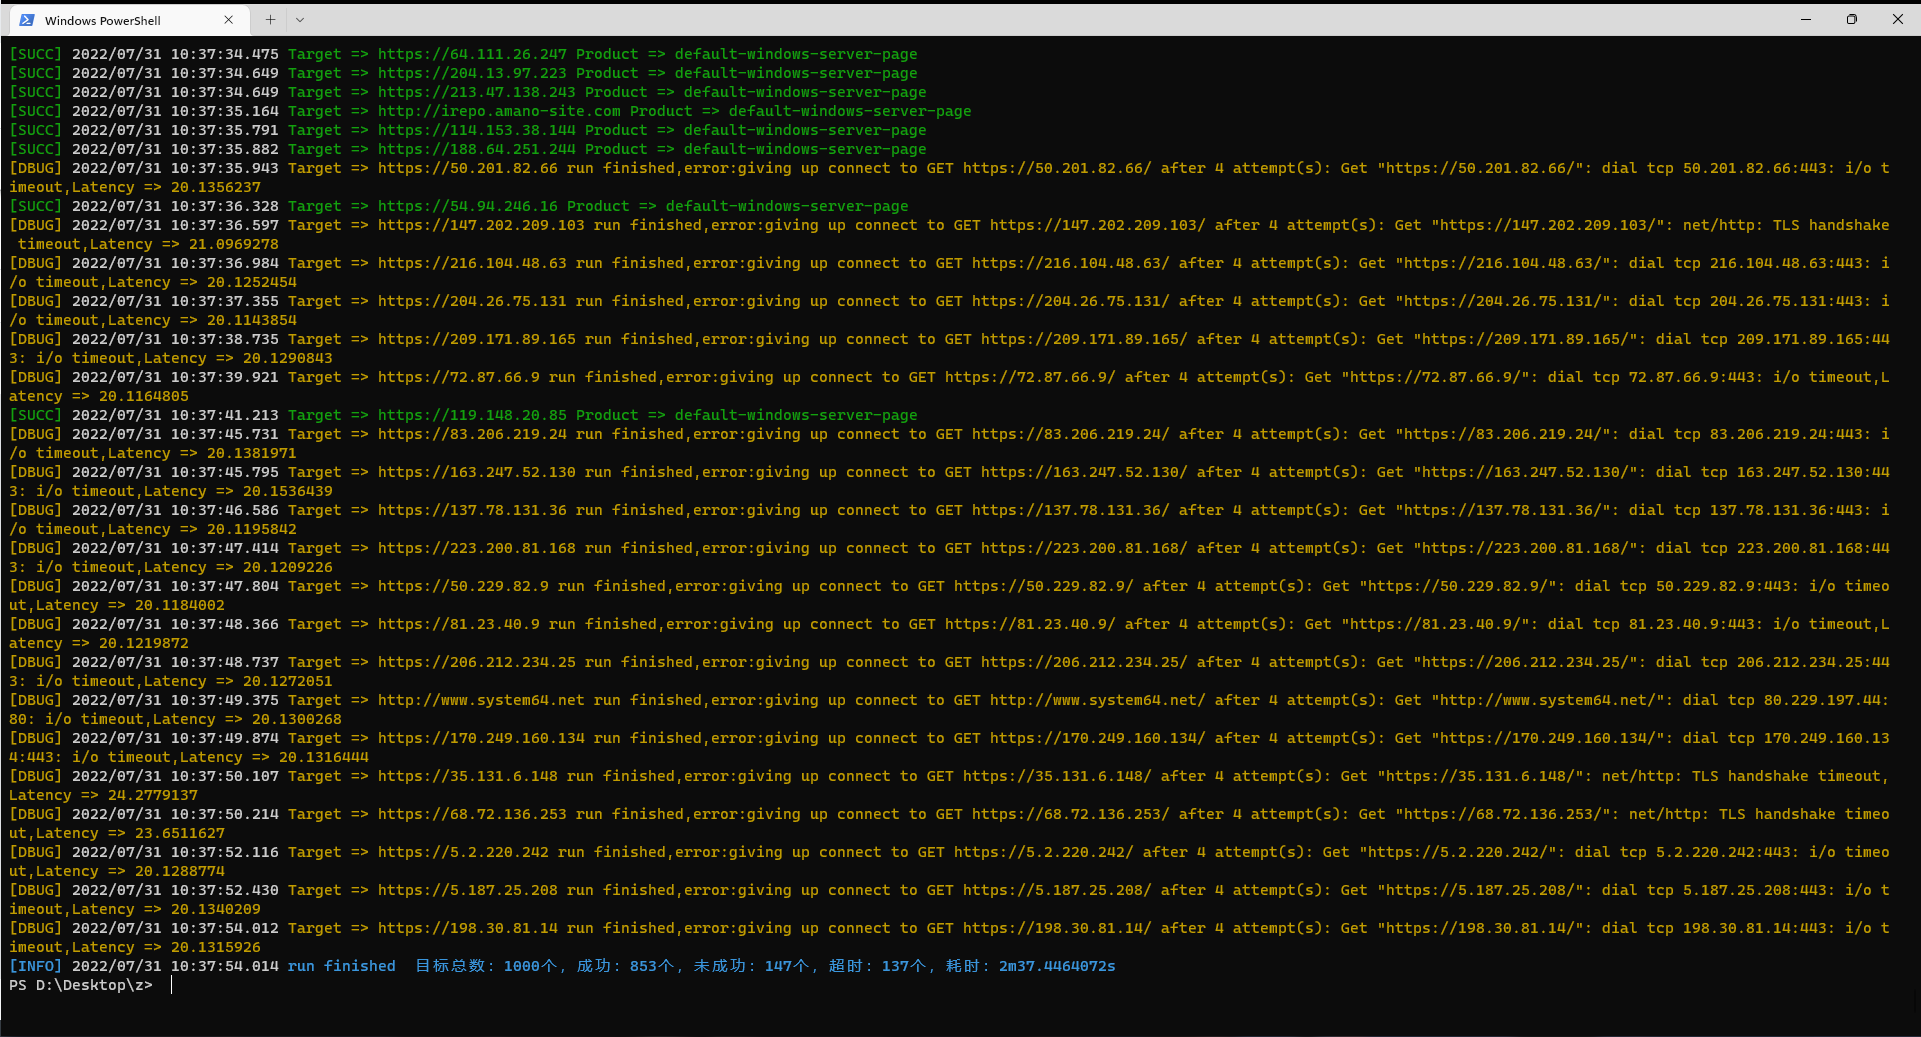 Windows PowerShell
[SUCC] 2022/07/31 10:37:34.475 Target => https://64.111.26.247 Product => default-windows-server-page
[SUCC] 2022/07/31 10:37:34.649 Target => https://204.13.97.223 Product => default-windows-server-page
[SUCC] 2022/07/31 10:37:34.649 Target => https://213.47.138.243 Product => default-windows-server-page
[SUCC] 2022/07/31 10:37:35.164 Target => http://irepo.amano-site.com Product => default-windows-server-page
[SUCC] 2022/07/31 10:37:35.791 Target => https://114.153.38.144 Product => default-windows-server-page
[SUCC] 2022/07/31 10:37:35.882 Target => https://188.64.251.244 Product => default-windows-server-page
[DBUG] 2022/07/31 10:37:35.943 Target => https://50.201.82.66 run finished,error:giving up connect to GET https://50.201.82.66/ after 4 attempt(s): Get "https://50.201.82.66/": dial tcp 50.201.82.66:443: i/o t
imeout,Latency => 20.1356237
[SUCC] 2022/07/31 10:37:36.328 Target => https://54.94.246.16 Product => default-windows-server-page
[DBUG] 2022/07/31 10:37:36.597 Target => https://147.202.209.103 run finished,error:giving up connect to GET https://147.202.209.103/ after 4 attempt(s): Get "https://147.202.209.103/": net/http: TLS handshake
 timeout,Latency => 21.0969278
[DBUG] 2022/07/31 10:37:36.984 Target => https://216.104.48.63 run finished,error:giving up connect to GET https://216.104.48.63/ after 4 attempt(s): Get "https://216.104.48.63/": dial tcp 216.104.48.63:443: i
/o timeout,Latency => 20.1252454
[DBUG] 2022/07/31 10:37:37.355 Target => https://204.26.75.131 run finished,error:giving up connect to GET https://204.26.75.131/ after 4 attempt(s): Get "https://204.26.75.131/": dial tcp 204.26.75.131:443: i
/o timeout,Latency => 20.1143854
[DBUG] 2022/07/31 10:37:38.735 Target => https://209.171.89.165 run finished,error:giving up connect to GET https://209.171.89.165/ after 4 attempt(s): Get "https://209.171.89.165/": dial tcp 209.171.89.165:44
3: i/o timeout,Latency => 20.1290843
[DBUG] 2022/07/31 10:37:39.921 Target => https://72.87.66.9 run finished,error:giving up connect to GET https://72.87.66.9/ after 4 attempt(s): Get "https://72.87.66.9/": dial tcp 72.87.66.9:443: i/o timeout,L
atency => 20.1164805
[SUCC] 2022/07/31 10:37:41.213 Target => https://119.148.20.85 Product => default-windows-server-page
[DBUG] 2022/07/31 10:37:45.731 Target => https://83.206.219.24 run finished,error:giving up connect to GET https://83.206.219.24/ after 4 attempt(s): Get "https://83.206.219.24/": dial tcp 83.206.219.24:443: i
/o timeout,Latency => 20.1381971
[DBUG] 2022/07/31 10:37:45.795 Target => https://163.247.52.130 run finished,error:giving up connect to GET https://163.247.52.130/ after 4 attempt(s): Get "https://163.247.52.130/": dial tcp 163.247.52.130:44
3: i/o timeout,Latency => 20.1536439
[DBUG] 2022/07/31 10:37:46.586 Target => https://137.78.131.36 run finished,error:giving up connect to GET https://137.78.131.36/ after 4 attempt(s): Get "https://137.78.131.36/": dial tcp 137.78.131.36:443: i
/o timeout,Latency => 20.1195842
[DBUG] 2022/07/31 10:37:47.414 Target => https://223.200.81.168 run finished,error:giving up connect to GET https://223.200.81.168/ after 4 attempt(s): Get "https://223.200.81.168/": dial tcp 223.200.81.168:44
3: i/o timeout,Latency => 20.1209226
[DBUG] 2022/07/31 10:37:47.804 Target => https://50.229.82.9 run finished,error:giving up connect to GET https://50.229.82.9/ after 4 attempt(s): Get "https://50.229.82.9/": dial tcp 50.229.82.9:443: i/o timeo
ut,Latency => 20.1184002
[DBUG] 2022/07/31 10:37:48.366 Target => https://81.23.40.9 run finished,error:giving up connect to GET https://81.23.40.9/ after 4 attempt(s): Get "https://81.23.40.9/": dial tcp 81.23.40.9:443: i/o timeout,L
atency => 20.1219872
[DBUG] 2022/07/31 10:37:48.737 Target => https://206.212.234.25 run finished,error:giving up connect to GET https://206.212.234.25/ after 4 attempt(s): Get "https://206.212.234.25/": dial tcp 206.212.234.25:44
3: i/o timeout,Latency => 20.1272051
[DBUG] 2022/07/31 10:37:49.375 Target => http://www.system64.net run finished,error:giving up connect to GET http://www.system64.net/ after 4 attempt(s): Get "http://www.system64.net/": dial tcp 80.229.197.44:
80: i/o timeout,Latency => 20.1300268
[DBUG] 2022/07/31 10:37:49.874 Target => https://170.249.160.134 run finished,error:giving up connect to GET https://170.249.160.134/ after 4 attempt(s): Get "https://170.249.160.134/": dial tcp 170.249.160.13
4:443: i/o timeout,Latency => 20.1316444
[DBUG] 2022/07/31 10:37:50.107 Target => https://35.131.6.148 run finished,error:giving up connect to GET https://35.131.6.148/ after 4 attempt(s): Get "https://35.131.6.148/": net/http: TLS handshake timeout,
Latency => 24.2779137
[DBUG] 2022/07/31 10:37:50.214 Target => https://68.72.136.253 run finished,error:giving up connect to GET https://68.72.136.253/ after 4 attempt(s): Get "https://68.72.136.253/": net/http: TLS handshake timeo
ut,Latency => 23.6511627
[DBUG] 2022/07/31 10:37:52.116 Target => https://5.2.220.242 run finished,error:giving up connect to GET https://5.2.220.242/ after 4 attempt(s): Get "https://5.2.220.242/": dial tcp 5.2.220.242:443: i/o timeo
ut,Latency => 20.1288774
[DBUG] 2022/07/31 10:37:52.430 Target => https://5.187.25.208 run finished,error:giving up connect to GET https://5.187.25.208/ after 4 attempt(s): Get "https://5.187.25.208/": dial tcp 5.187.25.208:443: i/o t
imeout,Latency => 20.1340209
[DBUG] 2022/07/31 10:37:54.012 Target => https://198.30.81.14 run finished,error:giving up connect to GET https://198.30.81.14/ after 4 attempt(s): Get "https://198.30.81.14/": dial tcp 198.30.81.14:443: i/o t
imeout,Latency => 20.1315926
[INFO] 2022/07/31 10:37:54.014 run finished  目标总数: 1000个, 成功: 853个, 未成功: 147个, 超时: 137个, 耗时: 2m37.4464072s
PS D:\Desktop\z>